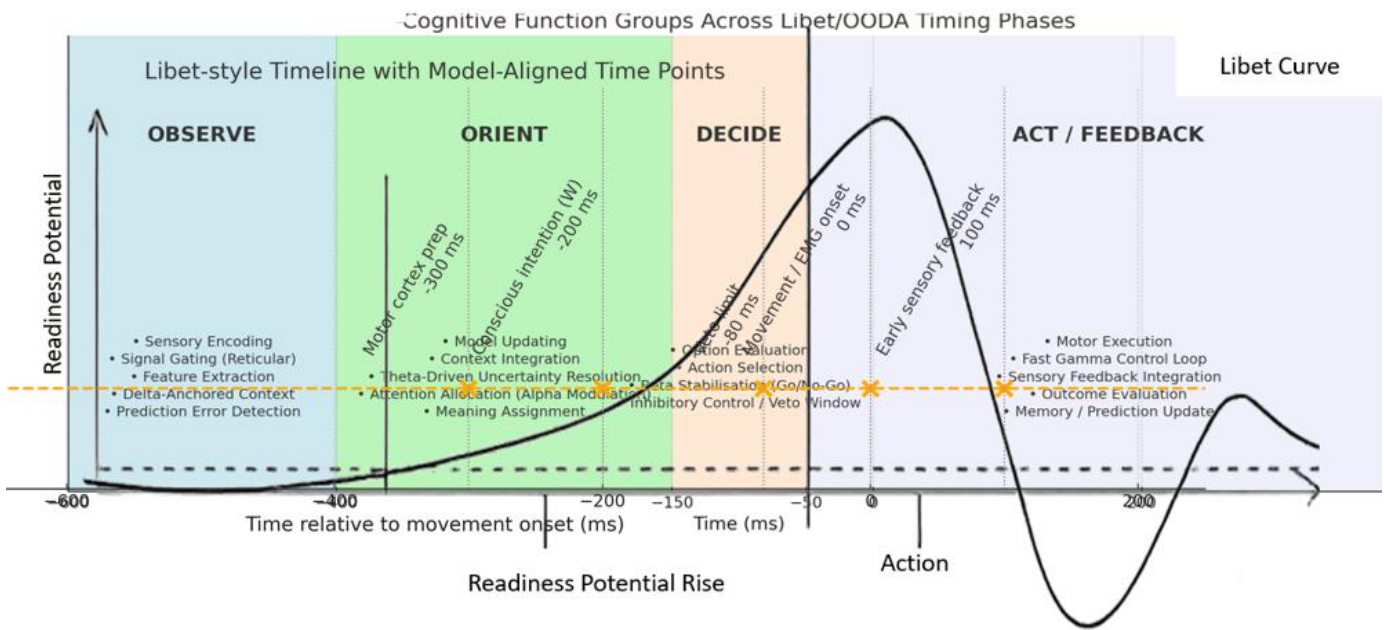 Cognitive Function Groups Across Libet/OODA Timing Phases
Libet-style Timeline with Model-Aligned Time Points
Libet Curve
OBSERVE
ORIENT
DECIDE
ACT / FEEDBACK
Readiness Potential
Motor cortex prep
-300 ms
Conscious intention (W)
-200 ms
Veto limit
-80 ms
Movement / EMG onset
0 ms
Early sensory feedback
100 ms
• Sensory Encoding
• Signal Gating (Reticular)
• Feature Extraction
• Delta-Anchored Context
• Prediction Error Detection
• Model Updating
• Context Integration
• Theta-Driven Uncertainty Resolution
• Attention Allocation (Alpha Modulation)
• Meaning Assignment
• Option Evaluation
• Action Selection
• Beta Stabilisation (Go/No-Go)
• Inhibitory Control / Veto Window
• Motor Execution
• Fast Gamma Control Loop
• Sensory Feedback Integration
• Outcome Evaluation
• Memory / Prediction Update
−600 −400 −200 −150 −50 0 200
Time relative to movement onset (ms)
Time (ms)
Readiness Potential Rise
Action